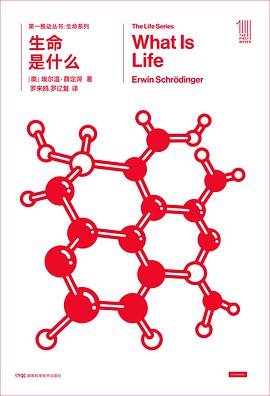 第一推动丛书·生命系列
生命
是什么
[奥] 埃尔温·薛定谔 著
罗来鸥 罗辽复 译
The Life Series
What Is
Life
Erwin Schrödinger
THE
FIRST
MOVER
湖南科学技术出版社